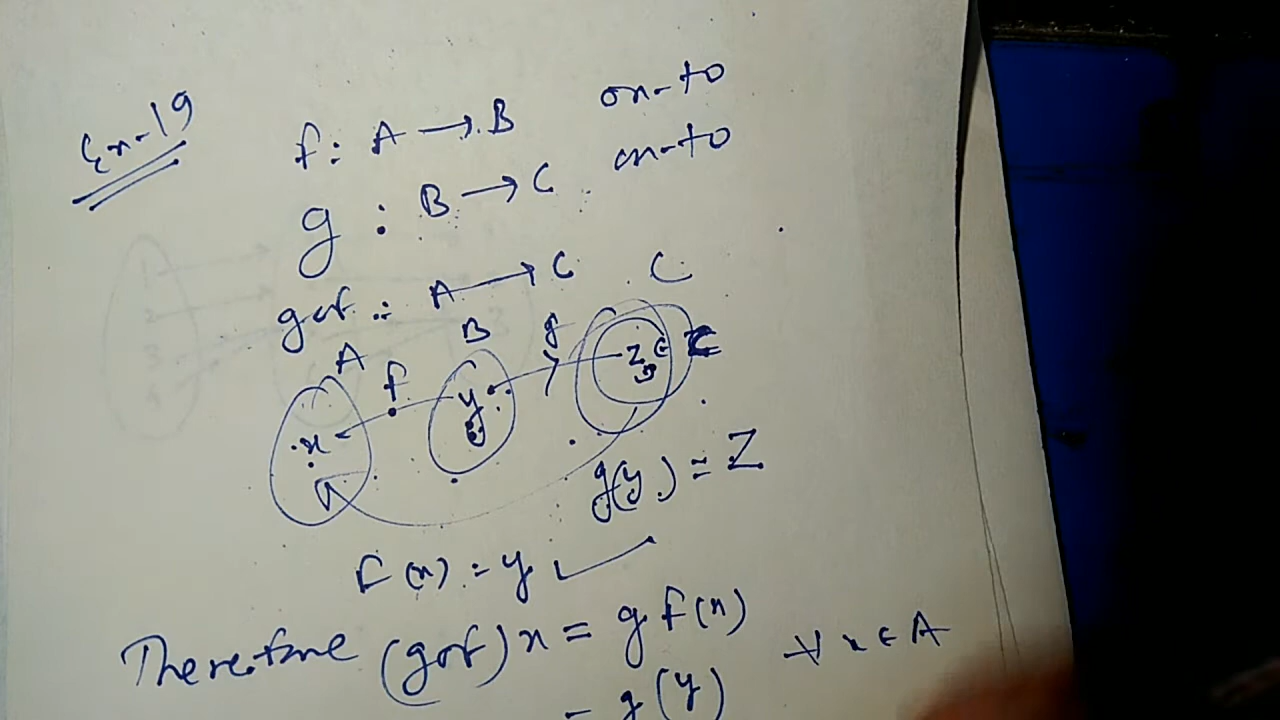 Ex-19
f: A → B on-to
g : B → C on-to
gof : A → C
A B C
f g
x y z ∈ C
g(y) = Z
f(x) = y
Therefore (gof)x = g f(x) ∀ x ∈ A
= g(y)